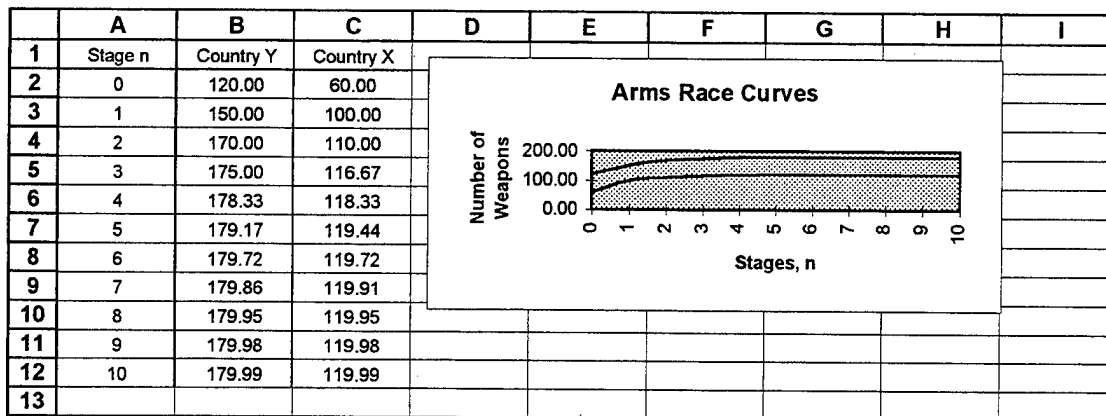 A B C D E F G H I
1 Stage n Country Y Country X
2 0 120.00 60.00
3 1 150.00 100.00
4 2 170.00 110.00
5 3 175.00 116.67
6 4 178.33 118.33
7 5 179.17 119.44
8 6 179.72 119.72
9 7 179.86 119.91
10 8 179.95 119.95
11 9 179.98 119.98
12 10 179.99 119.99
13
Arms Race Curves
Number of
Weapons
200.00
100.00
0.00
0 1 2 3 4 5 6 7 8 9 10
Stages, n